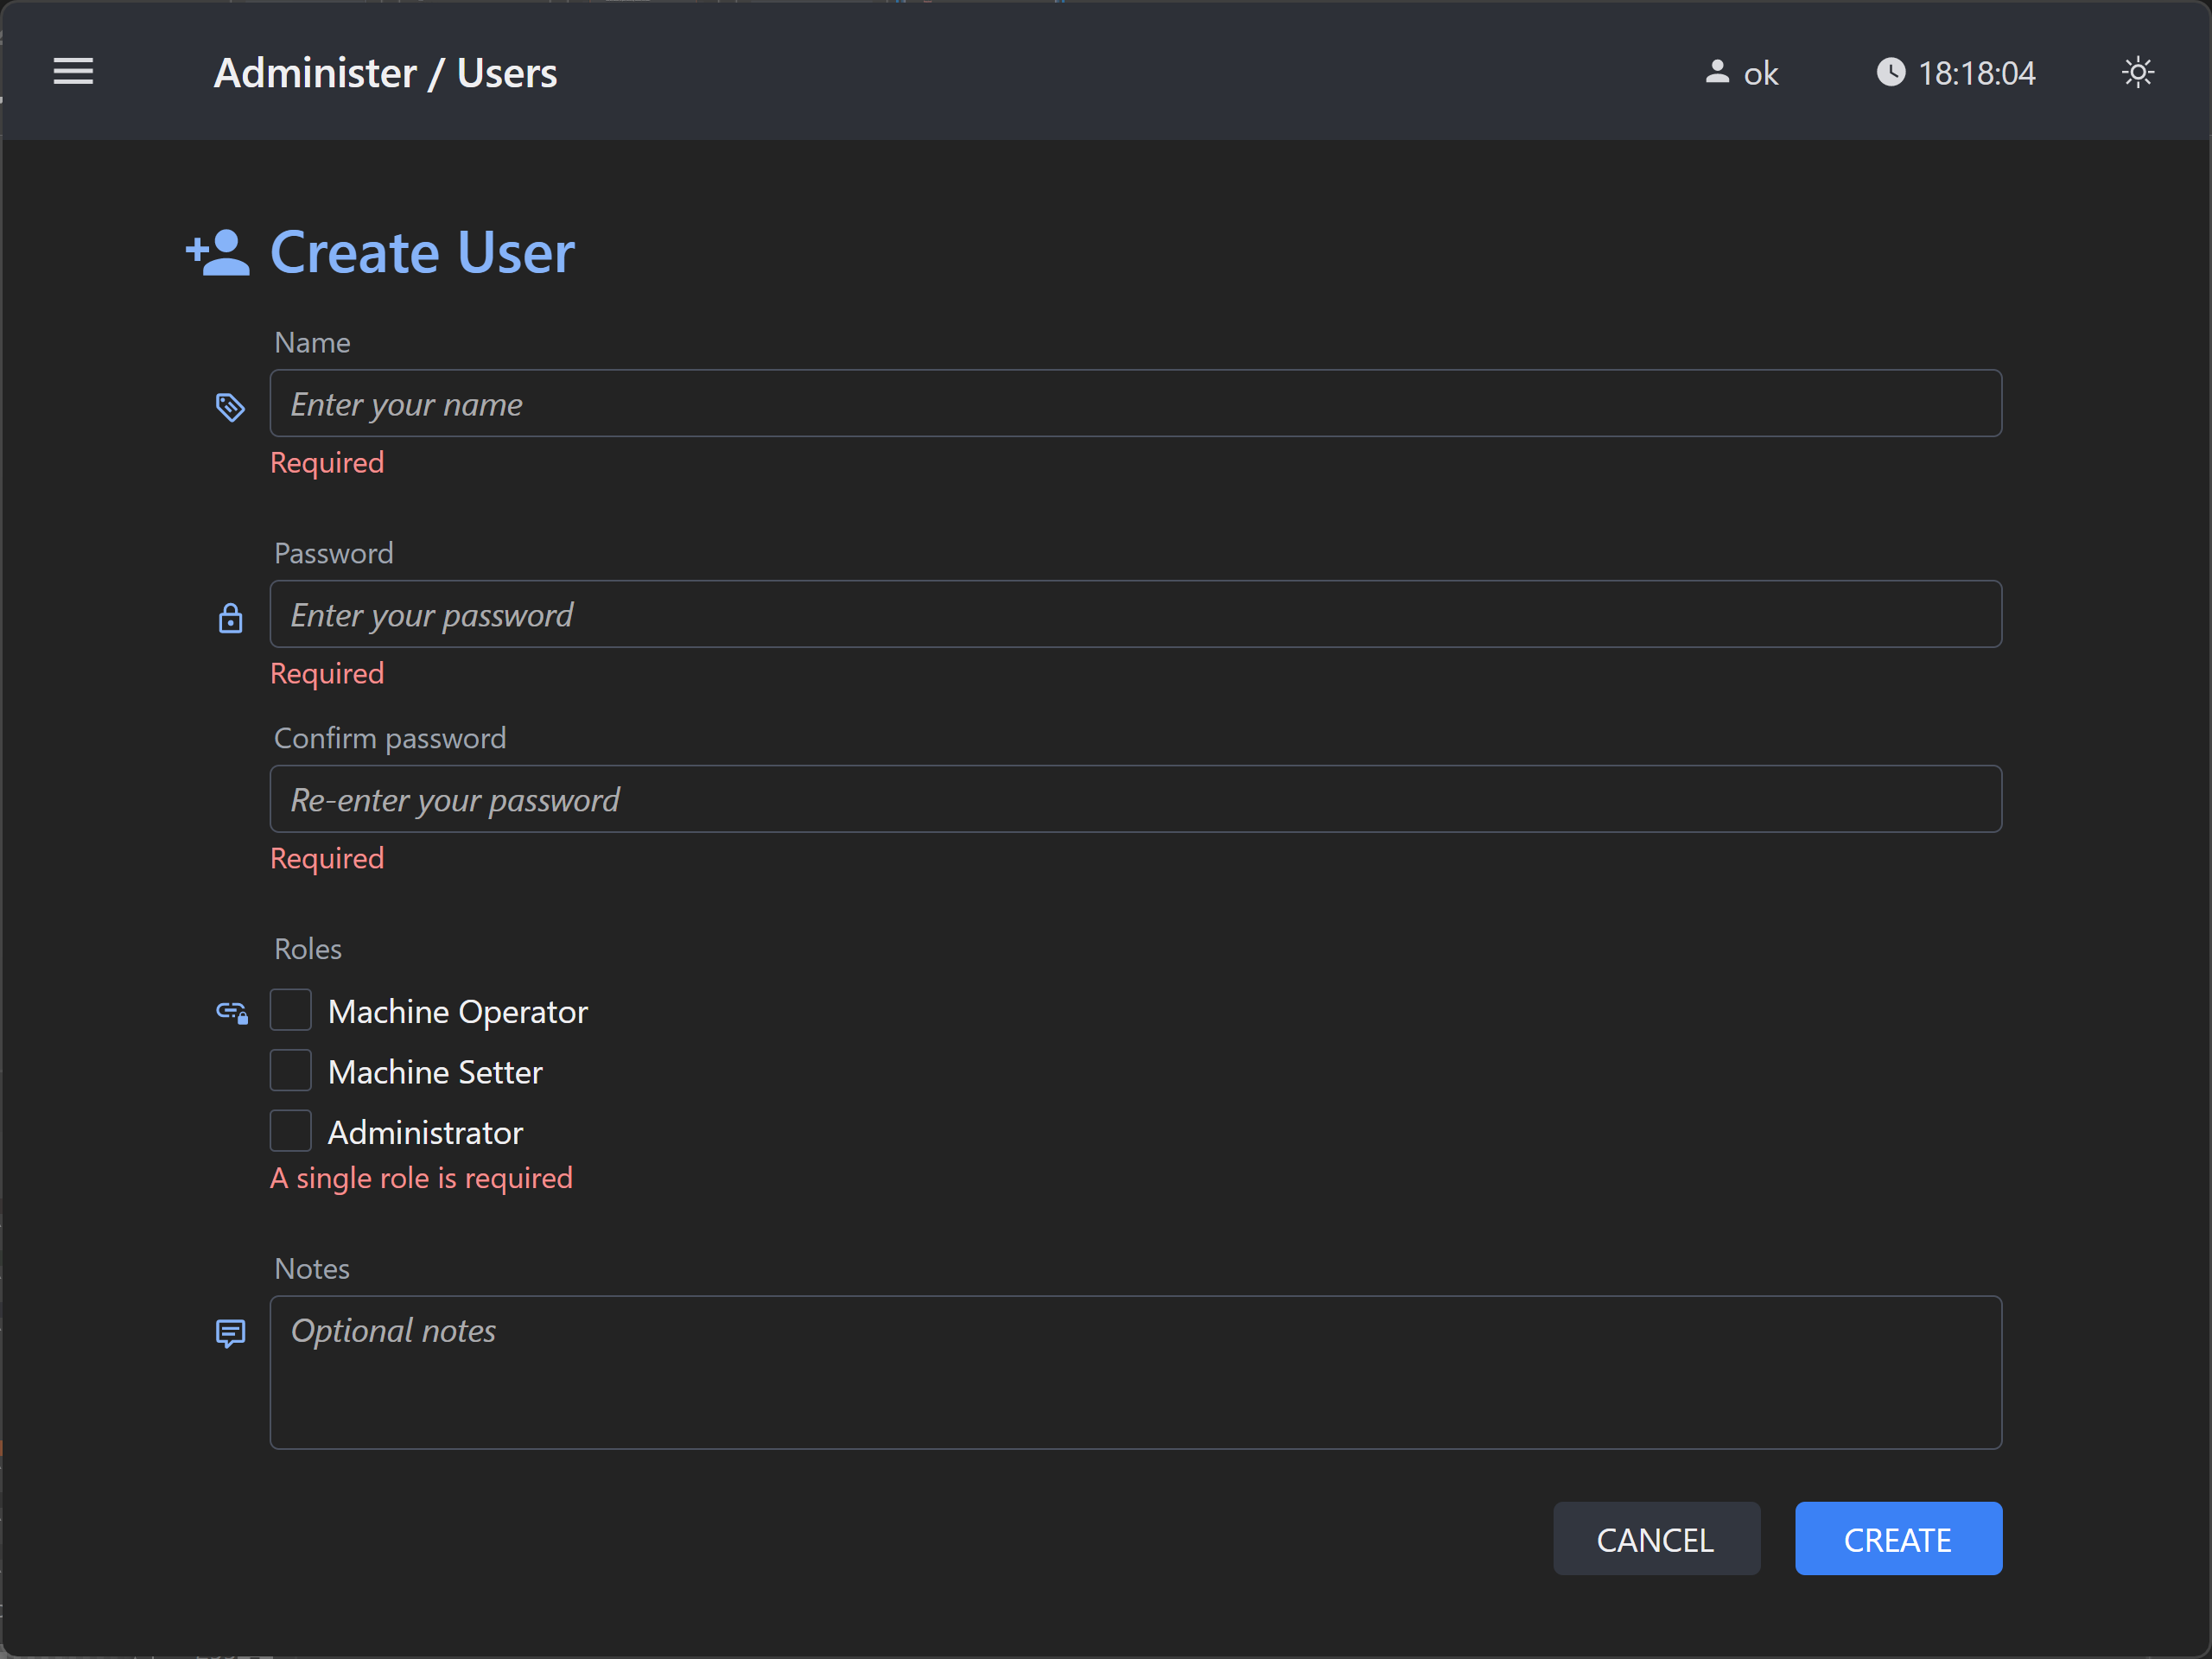 Administer / Users
ok
18:18:04
Create User
Name
Enter your name
Required
Password
Enter your password
Required
Confirm password
Re-enter your password
Required
Roles
Machine Operator
Machine Setter
Administrator
A single role is required
Notes
Optional notes
CANCEL
CREATE